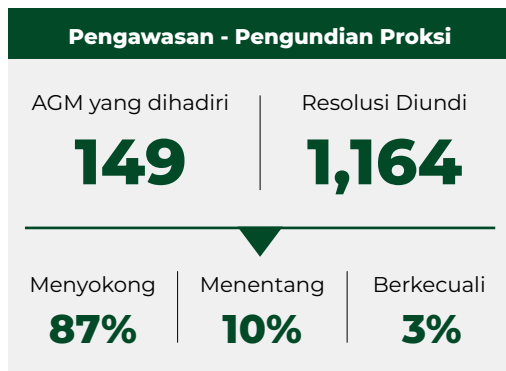 Pengawasan - Pengundian Proksi
AGM yang dihadiri
149
Resolusi Diundi
1,164
Menyokong
87%
Menentang
10%
Berkecuali
3%